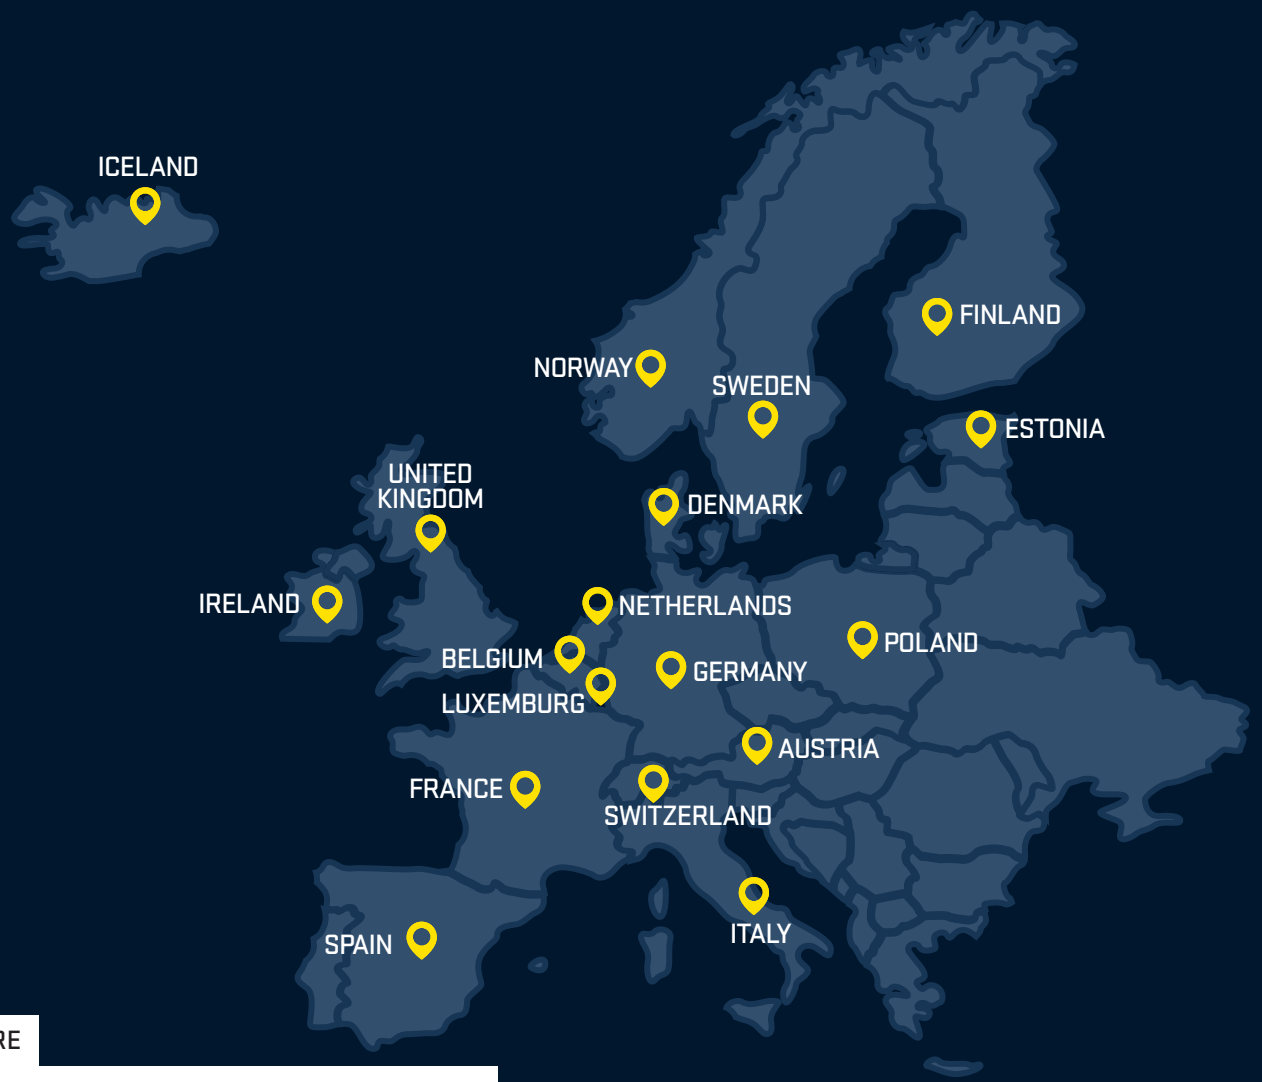 ICELAND
FINLAND
NORWAY
SWEDEN
ESTONIA
UNITED
KINGDOM
DENMARK
IRELAND
NETHERLANDS
POLAND
BELGIUM
GERMANY
LUXEMBURG
AUSTRIA
FRANCE
SWITZERLAND
ITALY
SPAIN
RE